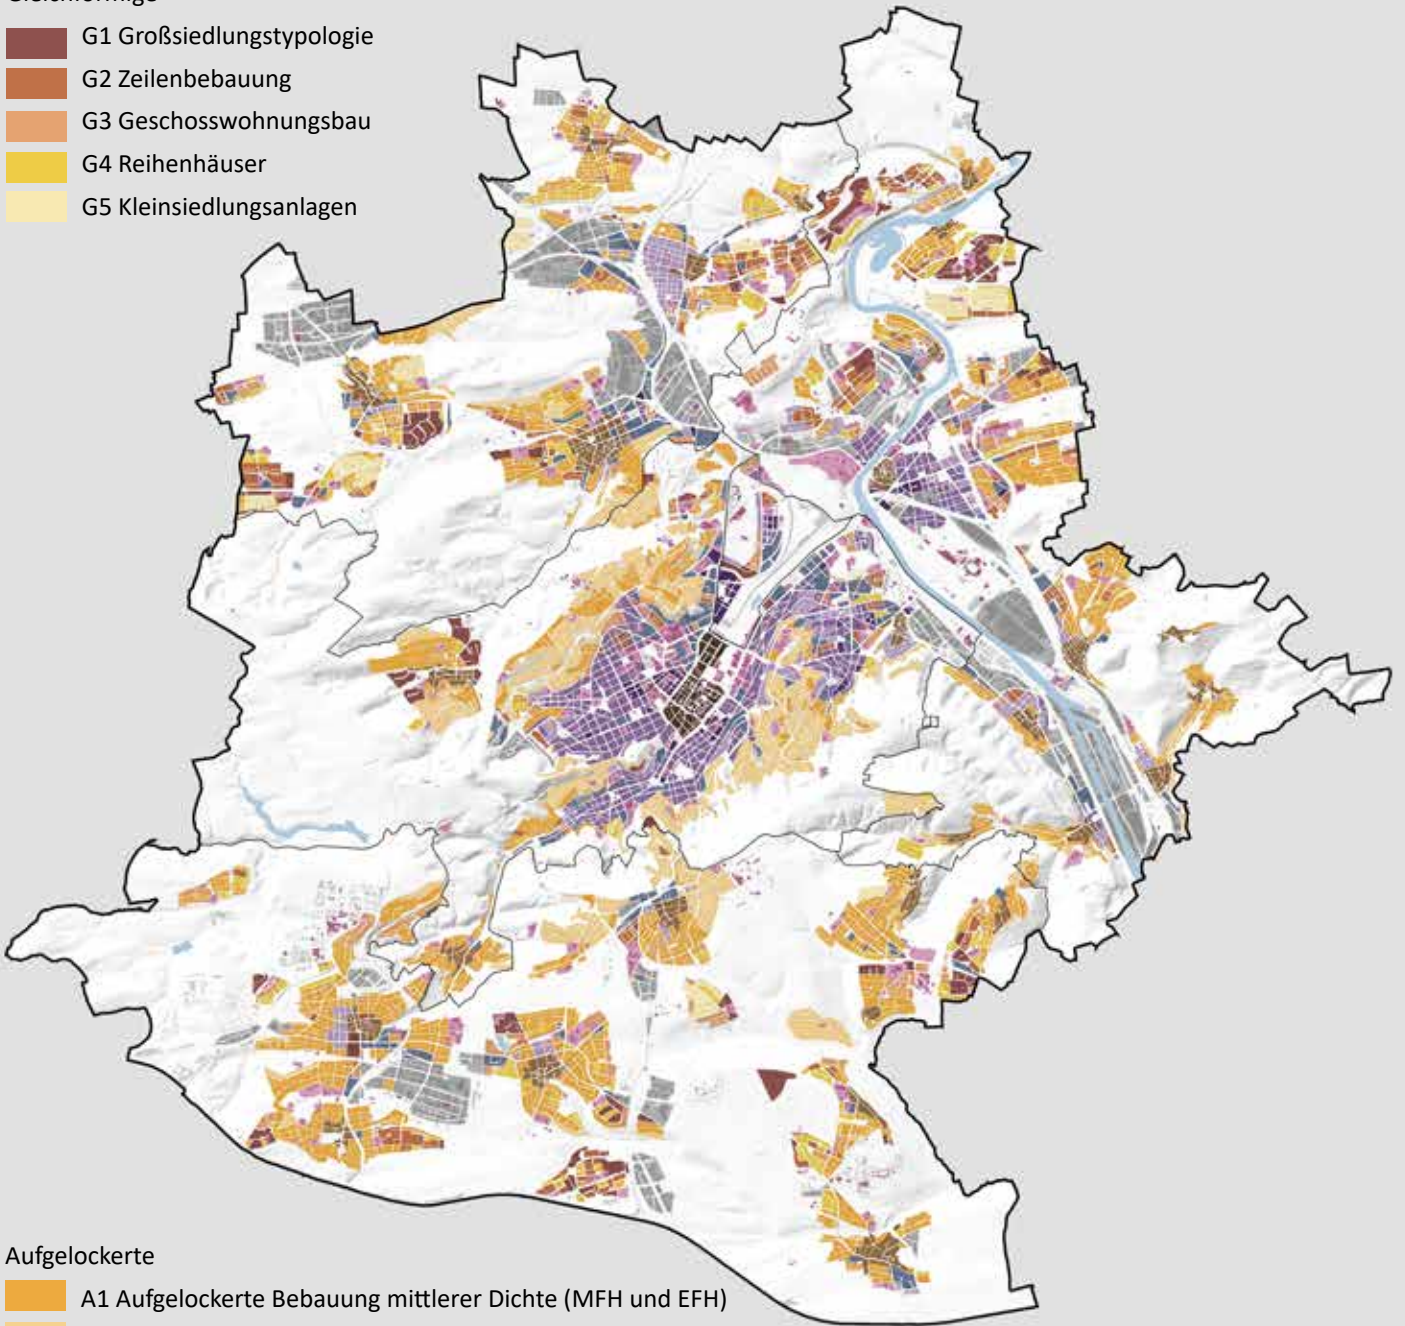 Gleichförmige
G1 Großsiedlungstypologie
G2 Zeilenbebauung
G3 Geschosswohnungsbau
G4 Reihenhäuser
G5 Kleinsiedlungsanlagen
Aufgelockerte
A1 Aufgelockerte Bebauung mittlerer Dichte (MFH und EFH)